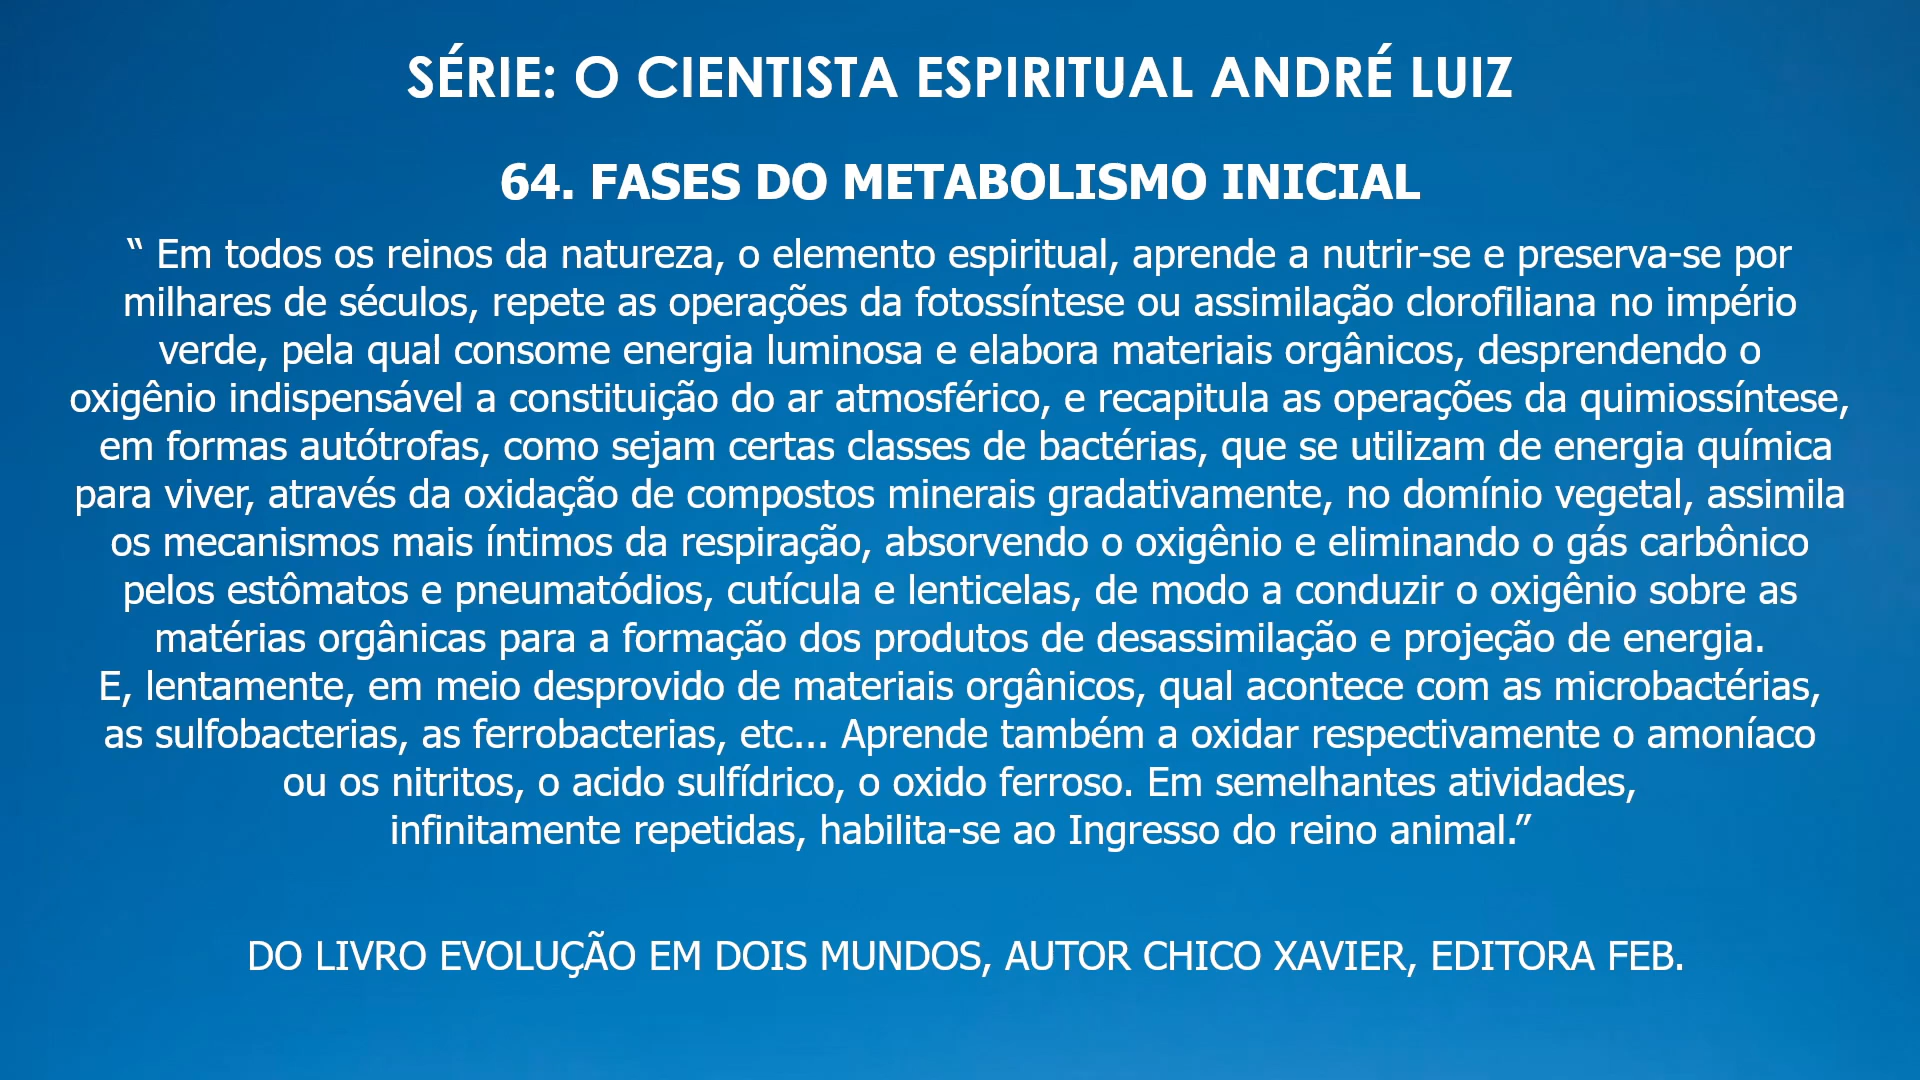 SÉRIE: O CIENTISTA ESPIRITUAL ANDRÉ LUIZ
64. FASES DO METABOLISMO INICIAL
“ Em todos os reinos da natureza, o elemento espiritual, aprende a nutrir-se e preserva-se por
milhares de séculos, repete as operações da fotossíntese ou assimilação clorofiliana no império
verde, pela qual consome energia luminosa e elabora materiais orgânicos, desprendendo o
oxigênio indispensável a constituição do ar atmosférico, e recapitula as operações da quimiossíntese,
em formas autótrofas, como sejam certas classes de bactérias, que se utilizam de energia química
para viver, através da oxidação de compostos minerais gradativamente, no domínio vegetal, assimila
os mecanismos mais íntimos da respiração, absorvendo o oxigênio e eliminando o gás carbônico
pelos estômatos e pneumatódios, cutícula e lenticelas, de modo a conduzir o oxigênio sobre as
matérias orgânicas para a formação dos produtos de desassimilação e projeção de energia.
E, lentamente, em meio desprovido de materiais orgânicos, qual acontece com as microbactérias,
as sulfobacterias, as ferrobacterias, etc... Aprende também a oxidar respectivamente o amoníaco
ou os nitritos, o acido sulfídrico, o oxido ferroso. Em semelhantes atividades,
infinitamente repetidas, habilita-se ao Ingresso do reino animal.”
DO LIVRO EVOLUÇÃO EM DOIS MUNDOS, AUTOR CHICO XAVIER, EDITORA FEB.